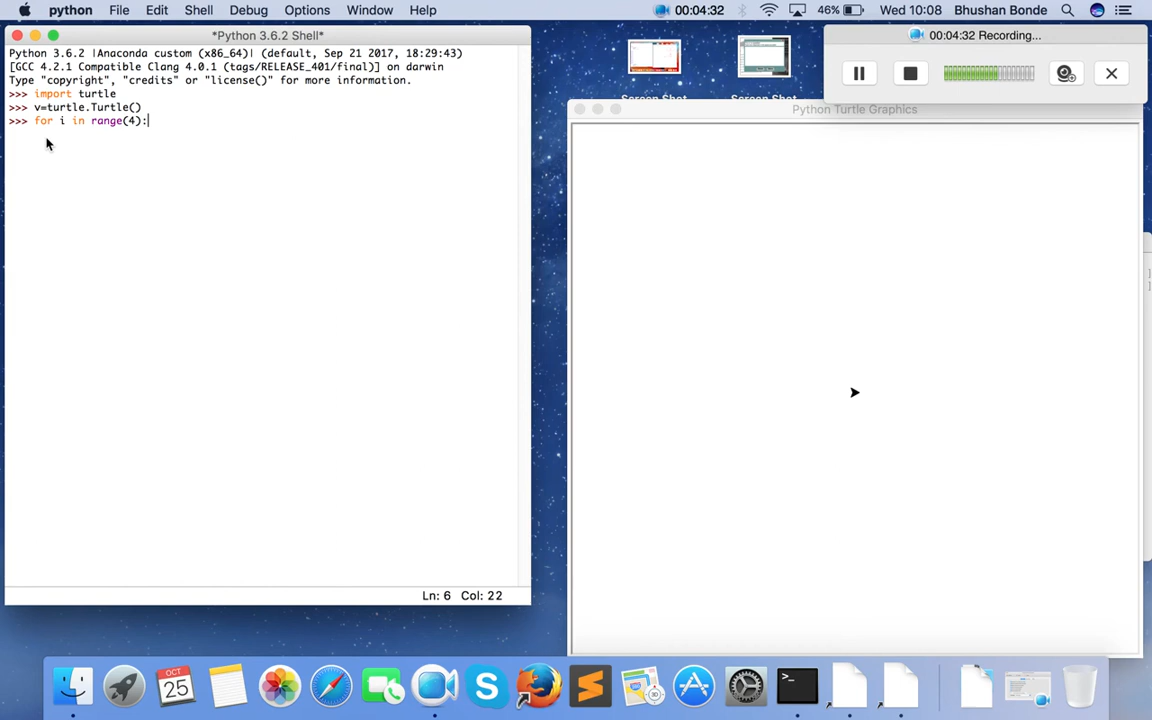 python File Edit Shell Debug Options Window Help 00:04:32 46% Wed 10:08 Bhushan Bonde
*Python 3.6.2 Shell*
Python 3.6.2 |Anaconda custom (x86_64)| (default, Sep 21 2017, 18:29:43)
[GCC 4.2.1 Compatible Clang 4.0.1 (tags/RELEASE_401/final)] on darwin
Type "copyright", "credits" or "license()" for more information.
>>> import turtle
>>> v=turtle.Turtle()
>>> for i in range(4):
Ln: 6 Col: 22
00:04:32 Recording...
Screen Shot Screen Shot
Python Turtle Graphics
OCT
25